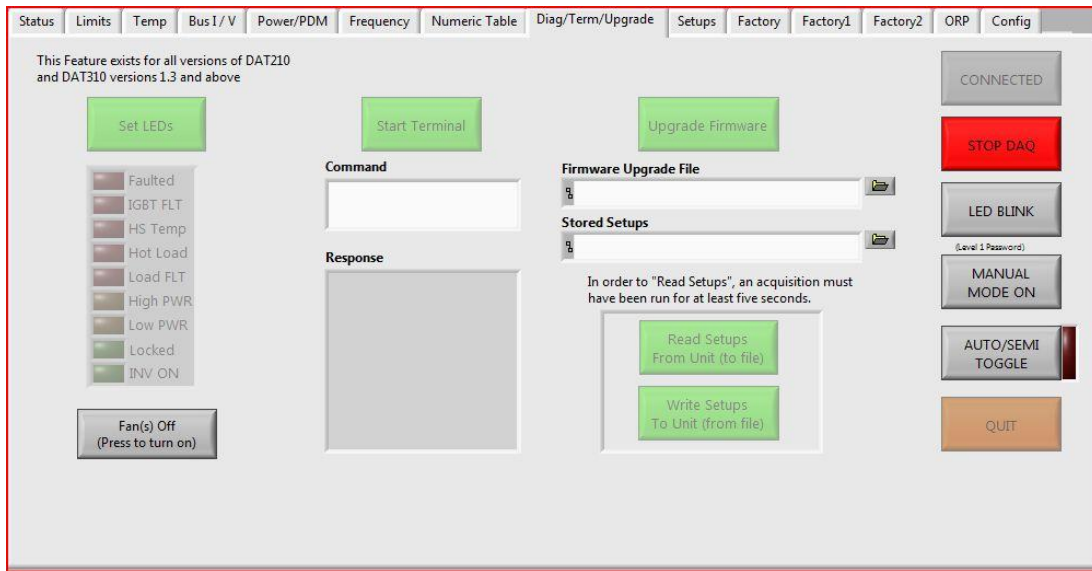 Status
Limits
Temp
Bus I / V
Power/PDM
Frequency
Numeric Table
Diag/Term/Upgrade
Setups
Factory
Factory1
Factory2
ORP
Config
This Feature exists for all versions of DAT210
and DAT310 versions 1.3 and above
Set LEDs
Faulted
IGBT FLT
HS Temp
Hot Load
Load FLT
High PWR
Low PWR
Locked
INV ON
Fan(s) Off
(Press to turn on)
Start Terminal
Command
Response
Upgrade Firmware
Firmware Upgrade File
Stored Setups
In order to "Read Setups", an acquisition must
have been run for at least five seconds.
Read Setups
From Unit (to file)
Write Setups
To Unit (from file)
CONNECTED
STOP DAQ
LED BLINK
(Level 1 Password)
MANUAL
MODE ON
AUTO/SEMI
TOGGLE
QUIT